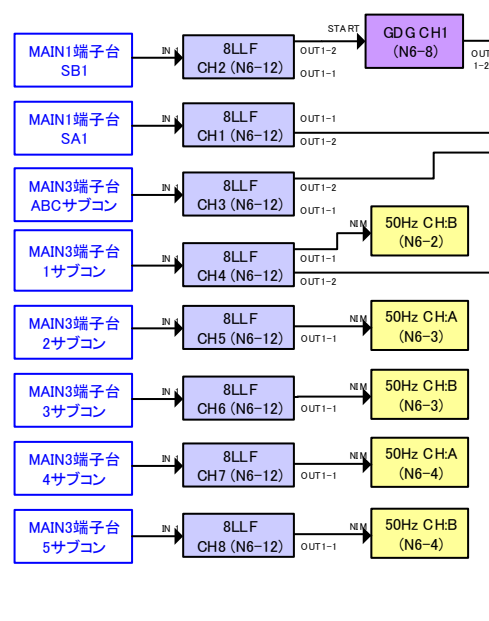 START
GDG CH1
(N6-8)
OUT
1-2
MAIN1端子台
SB1
IN 1
8LLF
CH2 (N6-12)
OUT1-2
OUT1-1
MAIN1端子台
SA1
IN 1
8LLF
CH1 (N6-12)
OUT1-1
OUT1-2
MAIN3端子台
ABCサブコン
IN 1
8LLF
CH3 (N6-12)
OUT1-2
OUT1-1
MAIN3端子台
1サブコン
IN 1
8LLF
CH4 (N6-12)
OUT1-1
OUT1-2
NIM
50Hz CH:B
(N6-2)
MAIN3端子台
2サブコン
IN 1
8LLF
CH5 (N6-12)
OUT1-1
NIM
50Hz CH:A
(N6-3)
MAIN3端子台
3サブコン
IN 1
8LLF
CH6 (N6-12)
OUT1-1
NIM
50Hz CH:B
(N6-3)
MAIN3端子台
4サブコン
IN 1
8LLF
CH7 (N6-12)
OUT1-1
NIM
50Hz CH:A
(N6-4)
MAIN3端子台
5サブコン
IN 1
8LLF
CH8 (N6-12)
OUT1-1
NIM
50Hz CH:B
(N6-4)